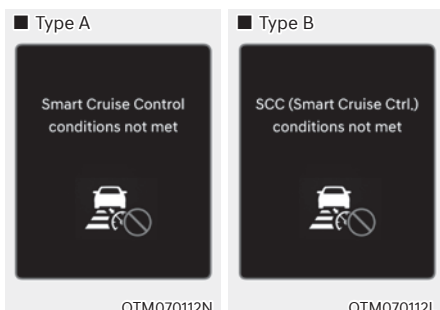 ■ Type A
Smart Cruise Control
conditions not met
OTM070112N
■ Type B
SCC (Smart Cruise Ctrl.)
conditions not met
OTM070112L